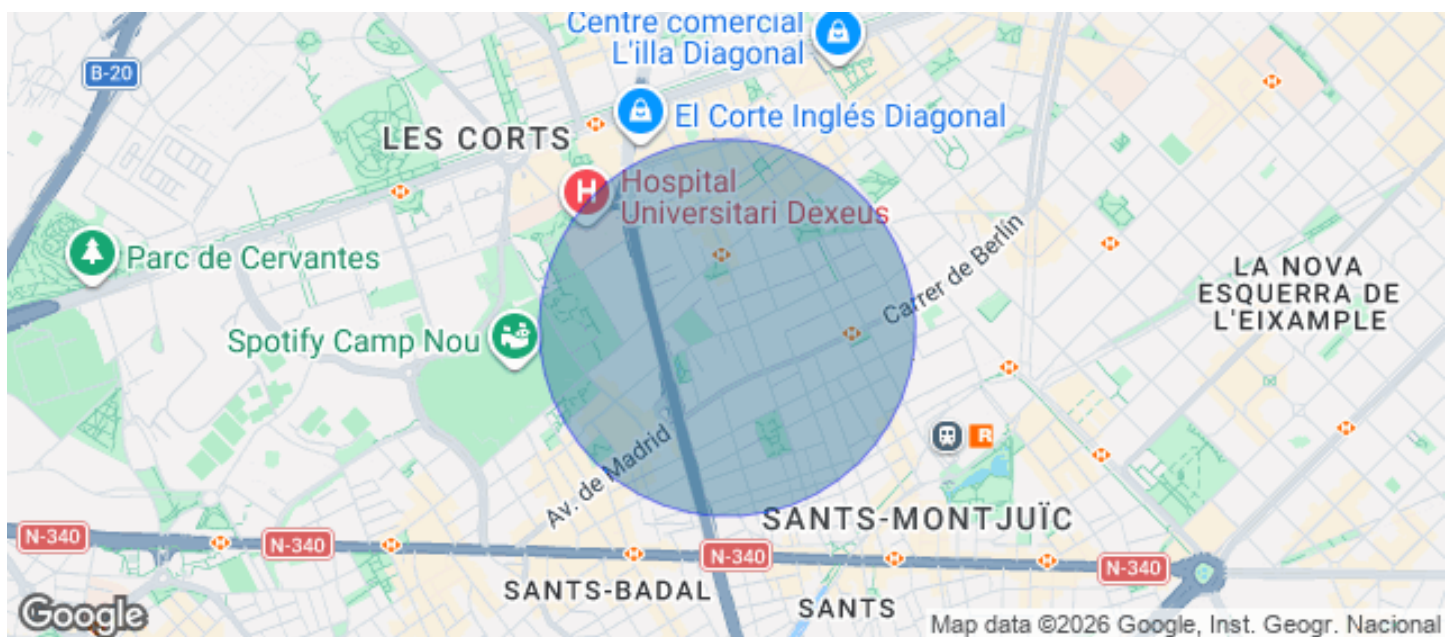 Centre comercial
L'illa Diagonal
B-20
El Corte Inglés Diagonal
LES CORTS
H
Hospital
Universitari Dexeus
Parc de Cervantes
Carrer de Berlín
LA NOVA
ESQUERRA DE
L'EIXAMPLE
Spotify Camp Nou
R
Av. de Madrid
SANTS-MONTJUÏC
N-340
N-340
N-340
N-340
SANTS-BADAL
SANTS
Google
Map data ©2026 Google, Inst. Geogr. Nacional